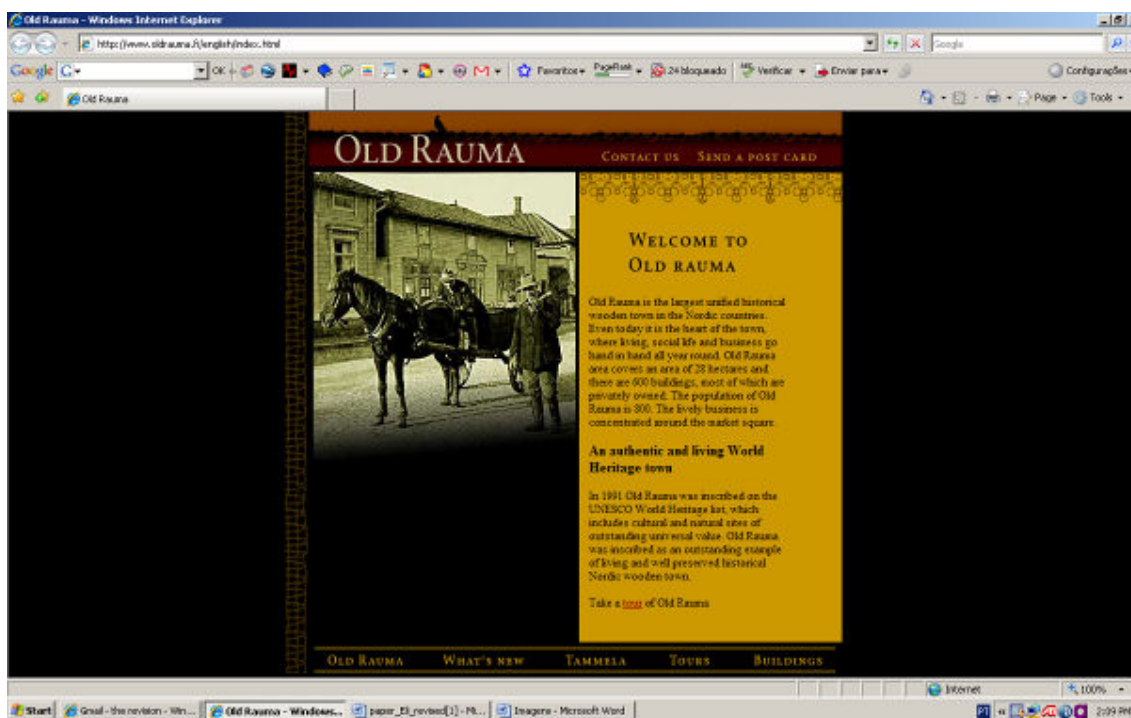 Old Rauma - Windows Internet Explorer
http://www.oldrauma.fi/english/index.html
Google
Google G OK Favoritos PageRank 24 bloqueado Verificar Enviar para Configurações
Old Rauma Page Tools
OLD RAUMA
CONTACT US SEND A POST CARD
WELCOME TO
OLD RAUMA
Old Rauma is the largest unified historical
wooden town in the Nordic countries.
Even today it is the heart of the town,
where living, social life and business go
hand in hand all year round. Old Rauma
area covers an area of 28 hectares and
there are 600 buildings, most of which are
privately owned. The population of Old
Rauma is 800. The lively business is
concentrated around the market square.
An authentic and living World
Heritage town
In 1991 Old Rauma was inscribed on the
UNESCO World Heritage list, which
includes cultural and natural sites of
outstanding universal value. Old Rauma
was inscribed as an outstanding example
of living and well preserved historical
Nordic wooden town.
Take a tour of Old Rauma
OLD RAUMA WHAT'S NEW TAMMELA TOURS BUILDINGS
Internet 100%
Start Gmail - the revision - Win... Old Rauma - Windows... paper_Eli_revised[1] - Mi... Imagens - Microsoft Word PT 2:09 PM